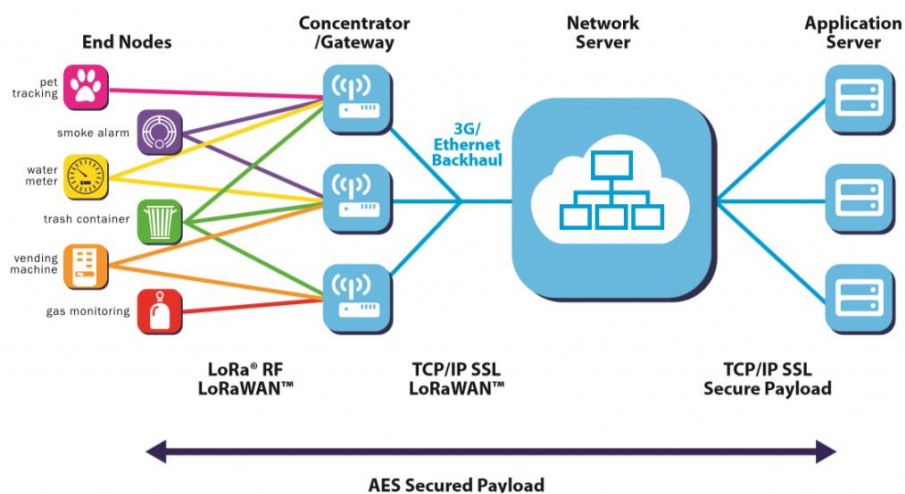 End Nodes
Concentrator
/Gateway
Network
Server
Application
Server
pet
tracking
smoke alarm
water
meter
trash container
vending
machine
gas monitoring
3G/
Ethernet
Backhaul
LoRa® RF
LoRaWAN™
TCP/IP SSL
LoRaWAN™
TCP/IP SSL
Secure Payload
AES Secured Payload